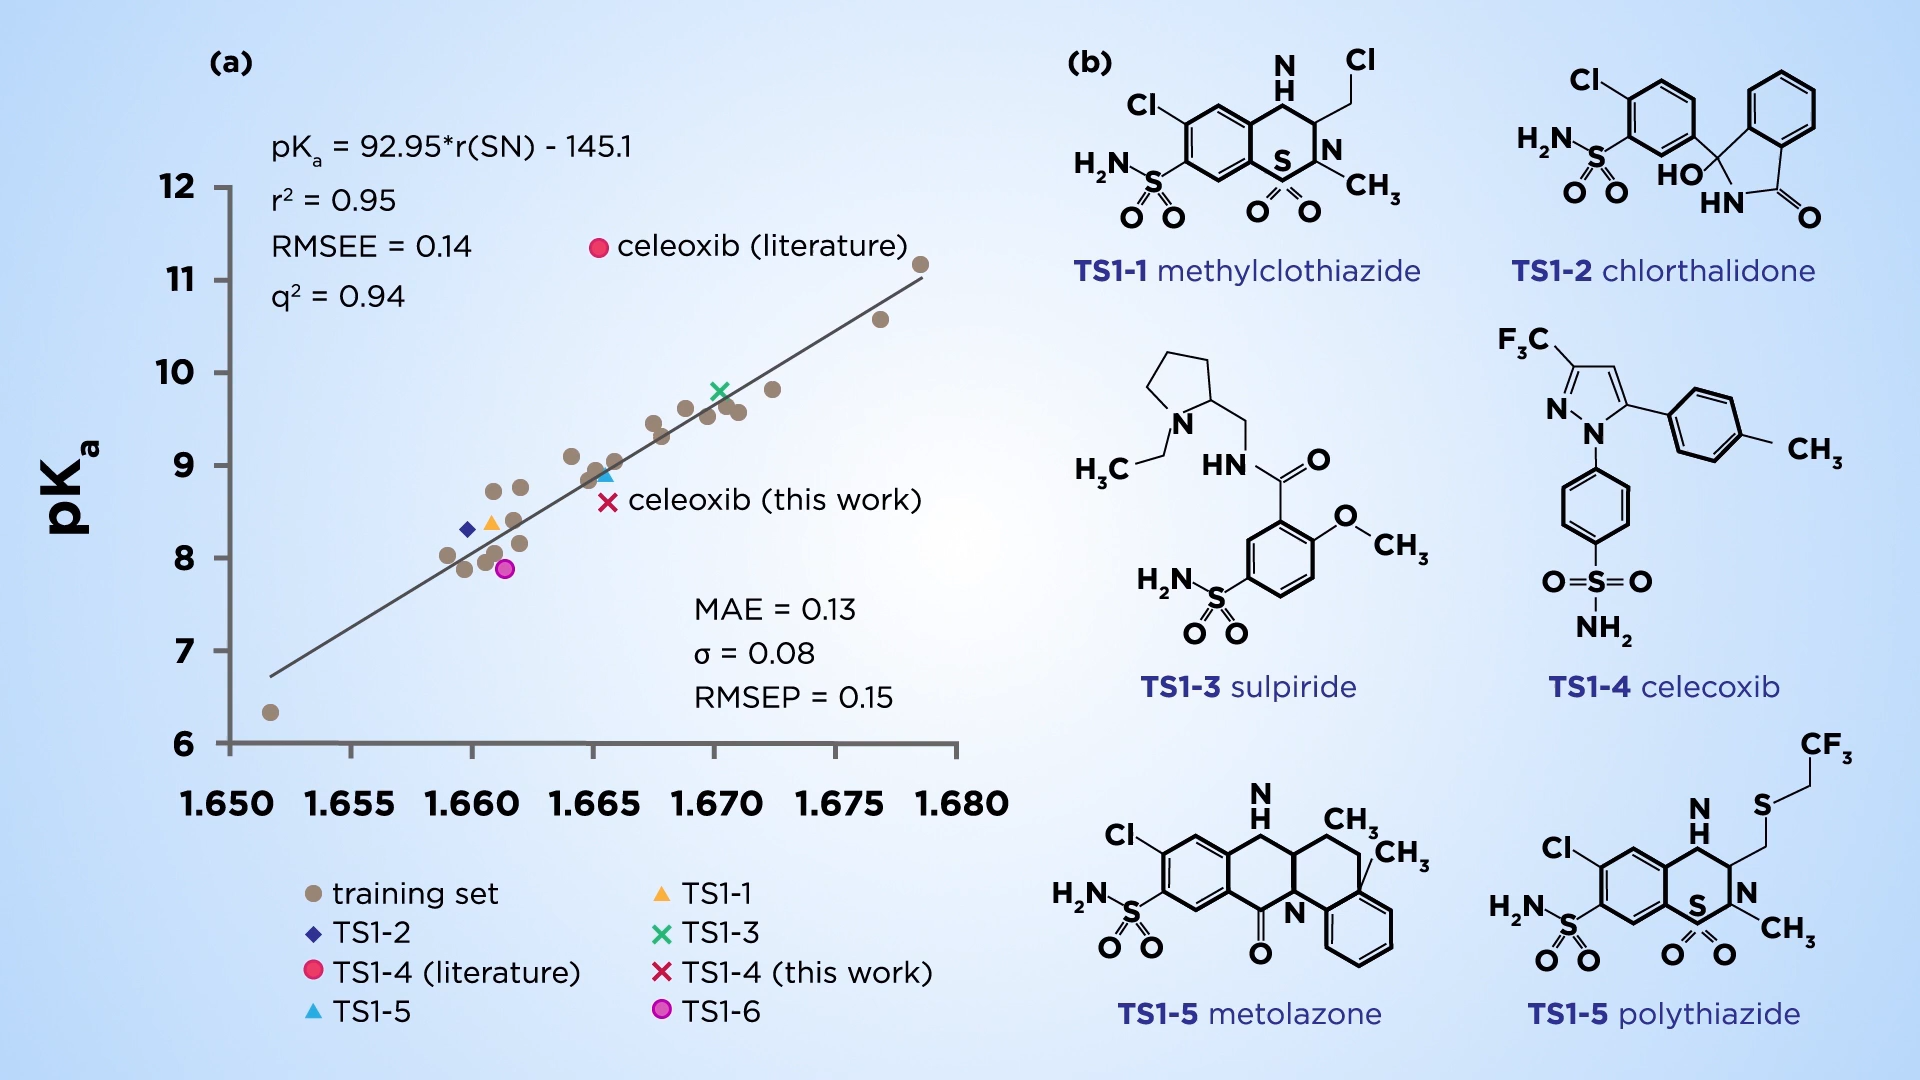 (a)
pKₐ = 92.95*r(SN) - 145.1
r² = 0.95
RMSEE = 0.14
q² = 0.94
celeoxib (literature)
celeoxib (this work)
MAE = 0.13
σ = 0.08
RMSEP = 0.15
pKₐ
12
11
10
9
8
7
6
1.650 1.655 1.660 1.665 1.670 1.675 1.680
training set
TS1-1
TS1-2
TS1-3
TS1-4 (literature)
TS1-4 (this work)
TS1-5
TS1-6
(b)
N
H
Cl
Cl
H₂N
S
S
N
CH₃
O O
O O
TS1-1 methylclothiazide
Cl
H₂N
S
HO
O O
HN
O
TS1-2 chlorthalidone
N
H₃C
HN
O
O
CH₃
H₂N
S
O O
TS1-3 sulpiride
F₃C
N
N
CH₃
O=S=O
NH₂
TS1-4 celecoxib
N
H
Cl
CH₃
CH₃
H₂N
S
N
O O
O
TS1-5 metolazone
CF₃
S
N
H
Cl
H₂N
S
S
N
CH₃
O O
O O
TS1-5 polythiazide